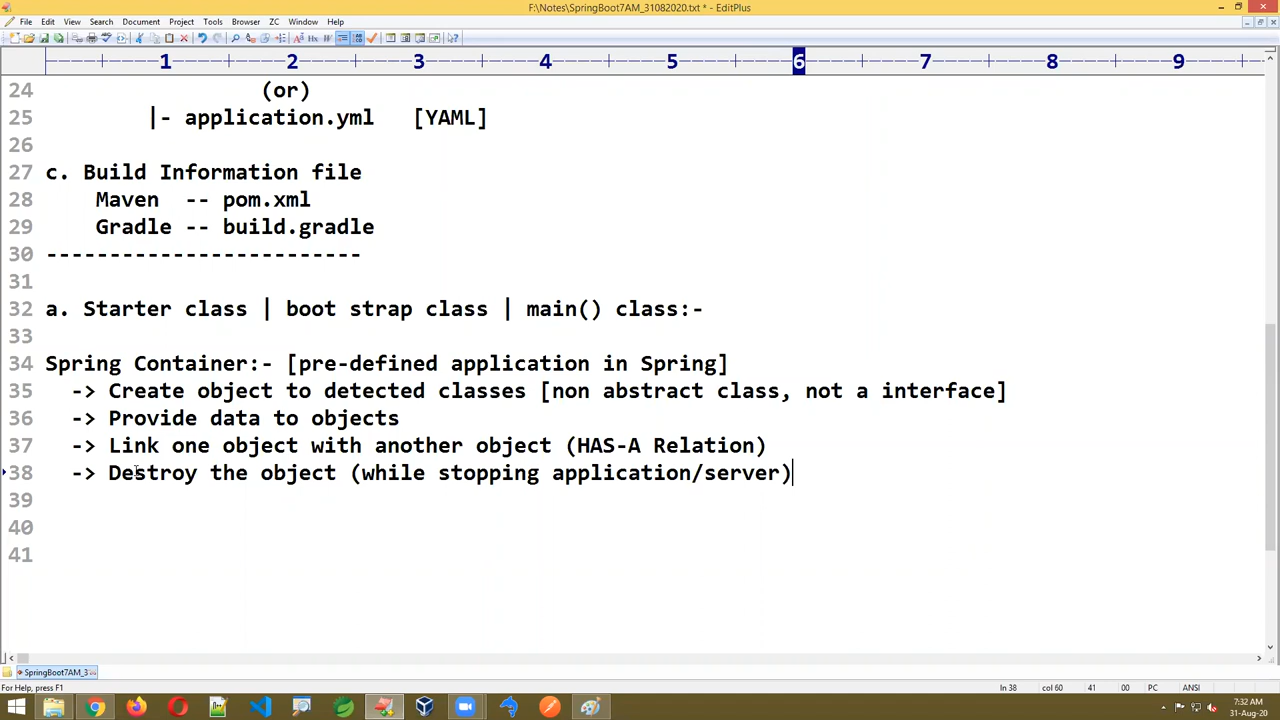 F:\Notes\SpringBoot7AM_31082020.txt * - EditPlus
File Edit View Search Document Project Tools Browser ZC Window Help
1 2 3 4 5 6 7 8 9
24 (or)
25 |- application.yml [YAML]
26
27 c. Build Information file
28 Maven -- pom.xml
29 Gradle -- build.gradle
30 -------------------------
31
32 a. Starter class | boot strap class | main() class:-
33
34 Spring Container:- [pre-defined application in Spring]
35 -> Create object to detected classes [non abstract class, not a interface]
36 -> Provide data to objects
37 -> Link one object with another object (HAS-A Relation)
38 -> Destroy the object (while stopping application/server)
39
40
41
SpringBoot7AM_3
For Help, press F1 ln 38 col 60 41 00 PC ANSI
7:32 AM
31-Aug-20